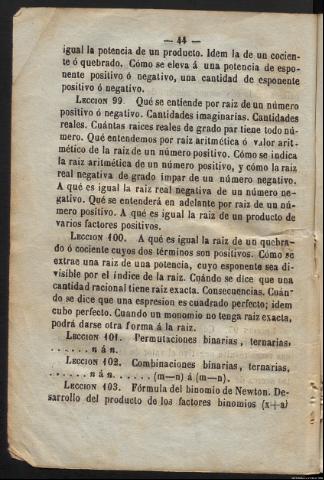 — 44 —
igual la potencia de un producto. Idem la de un cocien-
te ó quebrado. Cómo se eleva á una potencia de espo-
nente positivo ó negativo, una cantidad de esponente
positivo ó negativo.
LECCION 99. Qué se entiende por raiz de un número
positivo ó negativo. Cantidades imaginarias. Cantidades
reales. Cuántas raices reales de grado par tiene todo nú-
mero. Qué entendemos por raiz aritmética ó valor arit-
mético de la raiz de un número positivo. Cómo se indica
la raiz aritmética de un número positivo, y cómo la raiz
real negativa de grado impar de un número negativo.
A qué es igual la raiz real negativa de un número ne-
gativo. Qué se entenderá en adelante por raiz de un nú-
mero positivo. A qué es igual la raiz de un producto de
varios factores positivos.
LECCION 100. A qué es igual la raiz de un quebra-
do ó cociente cuyos dos términos son positivos. Cómo se
extrae una raiz de una potencia, cuyo esponente sea di-
visible por el índice de la raiz. Cuándo se dice que una
cantidad racional tiene raiz exacta. Consecuencias. Cuán-
do se dice que una espresion es cuadrado perfecto; idem
cubo perfecto. Cuando un monomio no tenga raiz exacta,
podrá darse otra forma á la raiz.
LECCION 101. Permutaciones binarias, ternarias,
. . . . . . n á n.
LECCION 102. Combinaciones binarias, ternarias,
. . . . . . n á n. . . . . . (m—n) á (m—n).
LECCION 103. Fórmula del binomio de Newton. De-
sarrollo del producto de los factores binomios (x+a)